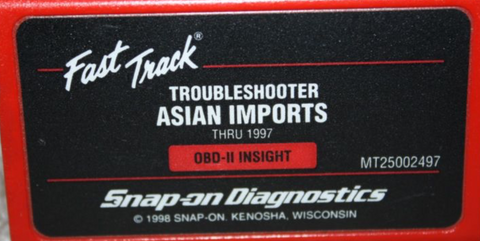 Fast Track®
TROUBLESHOOTER
ASIAN IMPORTS
THRU 1997
OBD-II INSIGHT
MT25002497
Snap-on Diagnostics
© 1998 SNAP-ON. KENOSHA, WISCONSIN